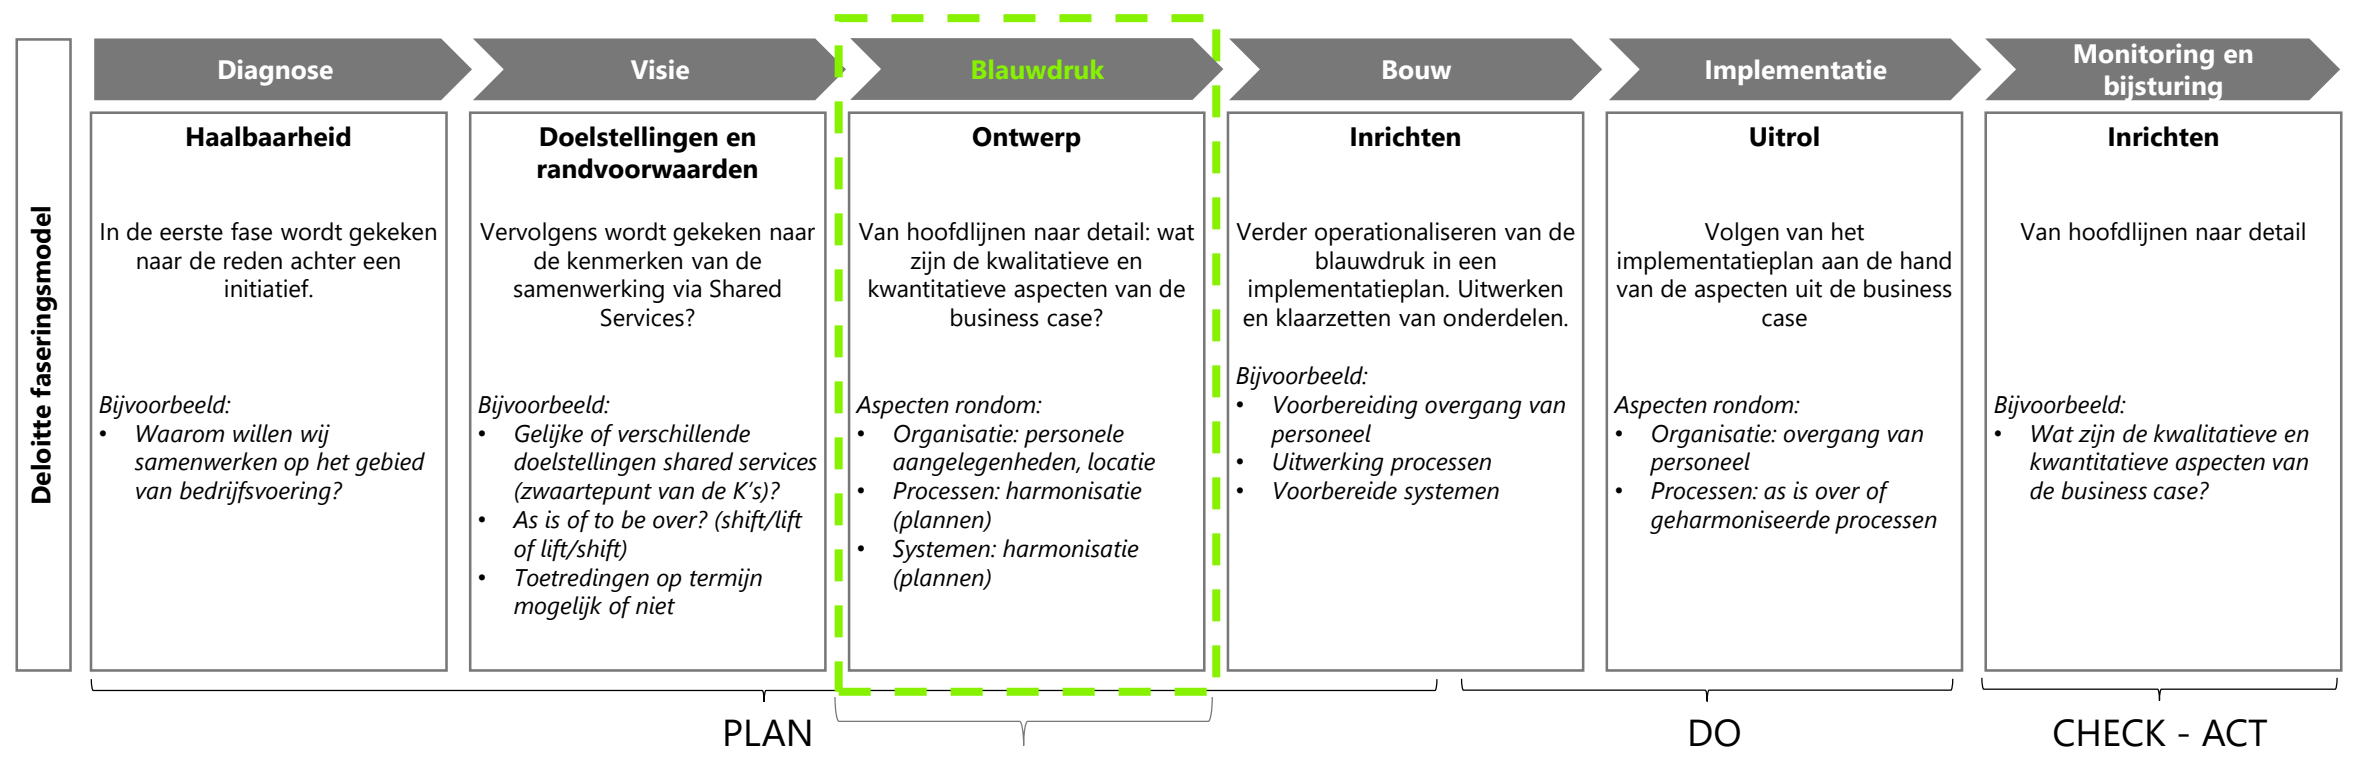 Deloitte faseringsmodel
Diagnose
Haalbaarheid
In de eerste fase wordt gekeken
naar de reden achter een
initiatief.
Bijvoorbeeld:
• Waarom willen wij
samenwerken op het gebied
van bedrijfsvoering?
Visie
Doelstellingen en
randvoorwaarden
Vervolgens wordt gekeken naar
de kenmerken van de
samenwerking via Shared
Services?
Bijvoorbeeld:
• Gelijke of verschillende
doelstellingen shared services
(zwaartepunt van de K's)?
• As is of to be over? (shift/lift
of lift/shift)
• Toetredingen op termijn
mogelijk of niet
Blauwdruk
Ontwerp
Van hoofdlijnen naar detail: wat
zijn de kwalitatieve en
kwantitatieve aspecten van de
business case?
Aspecten rondom:
• Organisatie: personele
aangelegenheden, locatie
• Processen: harmonisatie
(plannen)
• Systemen: harmonisatie
(plannen)
Bouw
Inrichten
Verder operationaliseren van de
blauwdruk in een
implementatieplan. Uitwerken
en klaarzetten van onderdelen.
Bijvoorbeeld:
• Voorbereiding overgang van
personeel
• Uitwerking processen
• Voorbereide systemen
Implementatie
Uitrol
Volgen van het
implementatieplan aan de hand
van de aspecten uit de business
case
Aspecten rondom:
• Organisatie: overgang van
personeel
• Processen: as is over of
geharmoniseerde processen
Monitoring en
bijsturing
Inrichten
Van hoofdlijnen naar detail
Bijvoorbeeld:
• Wat zijn de kwalitatieve en
kwantitatieve aspecten van
de business case?
PLAN
DO
CHECK - ACT